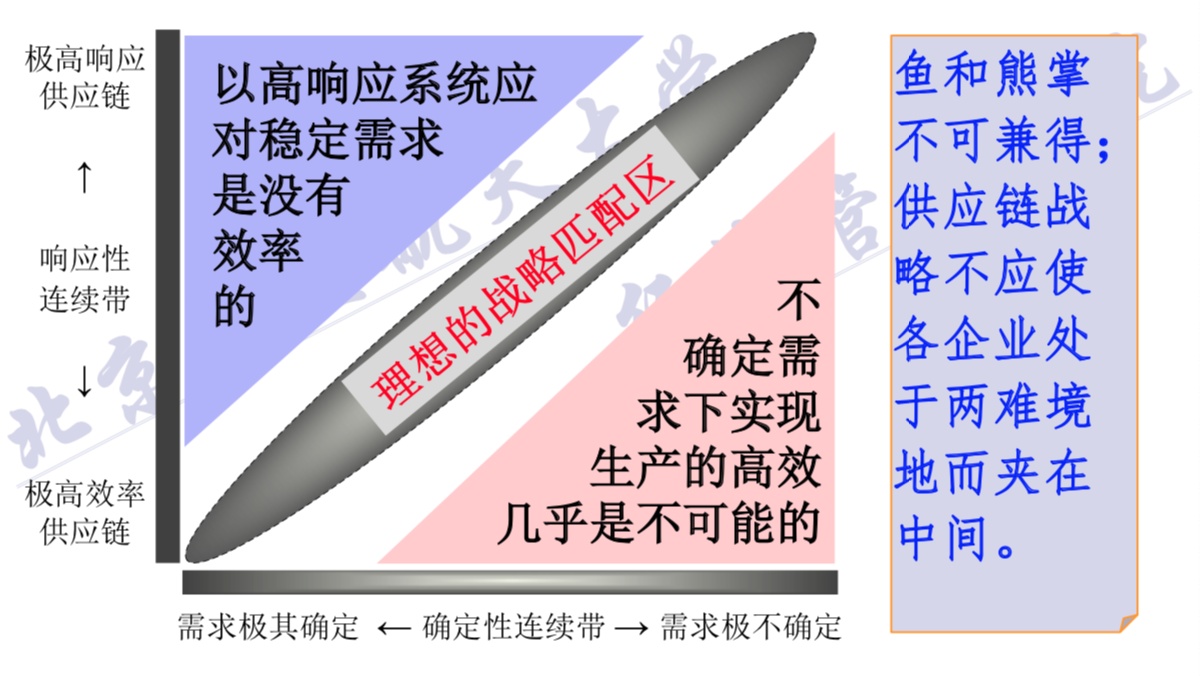 极高响应
供应链
↑
响应性
连续带
↓
极高效率
供应链
以高响应系统应
对稳定需求
是没有
效率
的
理想的战略匹配区
不
确定需
求下实现
生产的高效
几乎是不可能的
需求极其确定 ← 确定性连续带 → 需求极不确定
鱼和熊掌
不可兼得；
供应链战
略不应使
各企业处
于两难境
地而夹在
中间。
北京
航天大学
管
院